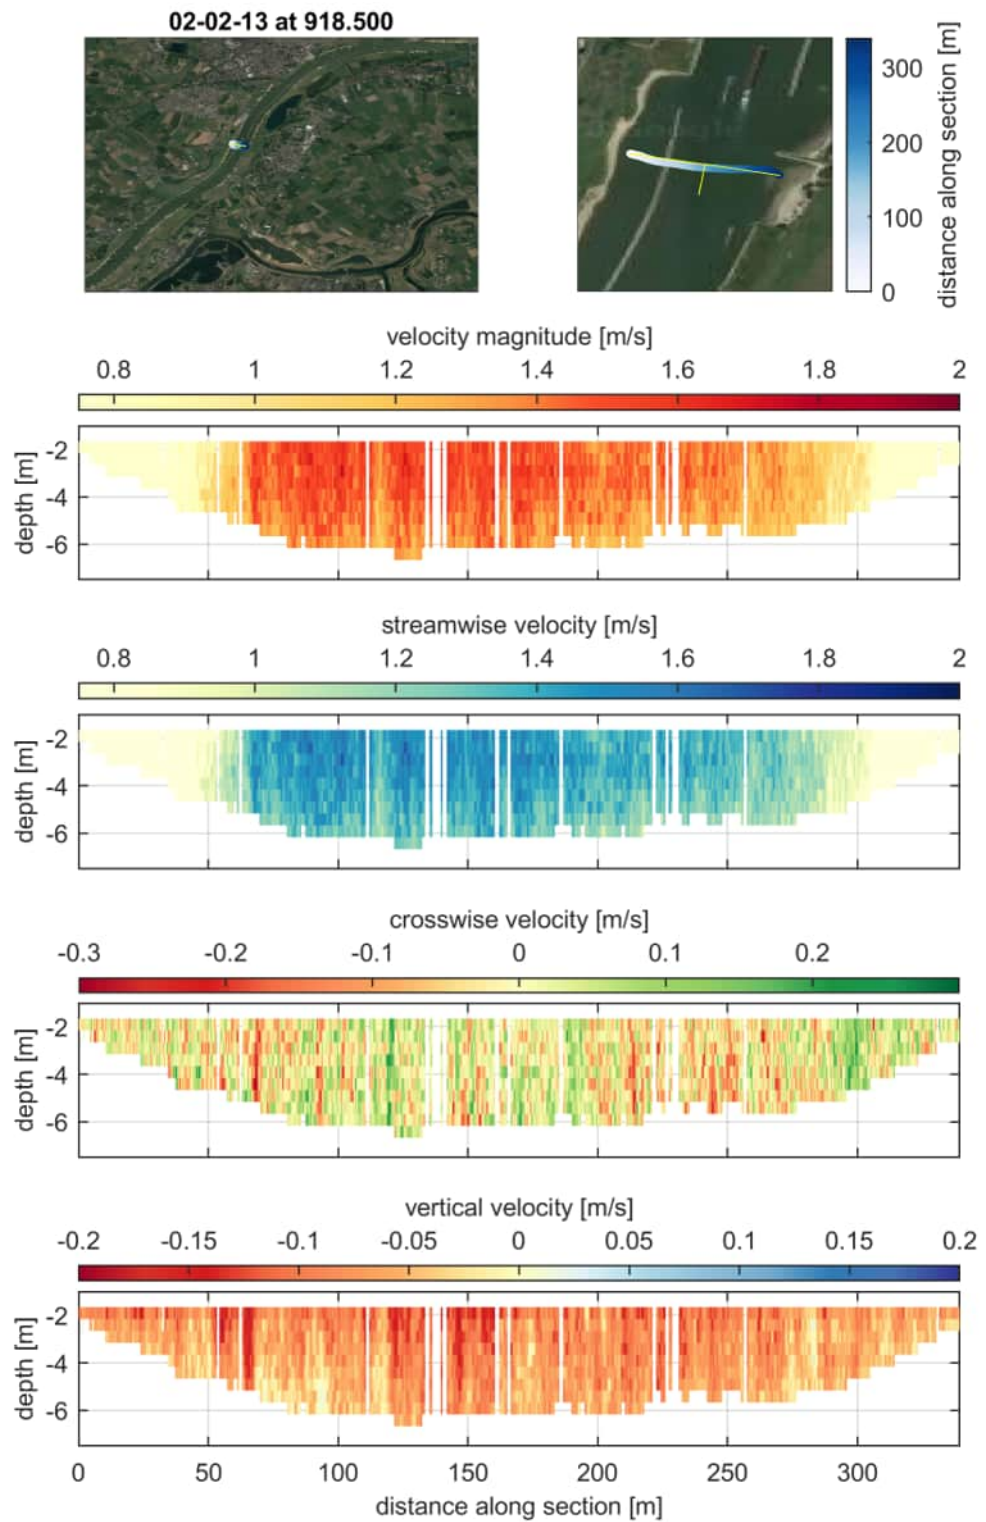 02-02-13 at 918.500
300
200
100
0
distance along section [m]
velocity magnitude [m/s]
0.8 1 1.2 1.4 1.6 1.8 2
-2
-4
-6
depth [m]
streamwise velocity [m/s]
0.8 1 1.2 1.4 1.6 1.8 2
-2
-4
-6
depth [m]
crosswise velocity [m/s]
-0.3 -0.2 -0.1 0 0.1 0.2
-2
-4
-6
depth [m]
vertical velocity [m/s]
-0.2 -0.15 -0.1 -0.05 0 0.05 0.1 0.15 0.2
-2
-4
-6
depth [m]
0 50 100 150 200 250 300
distance along section [m]